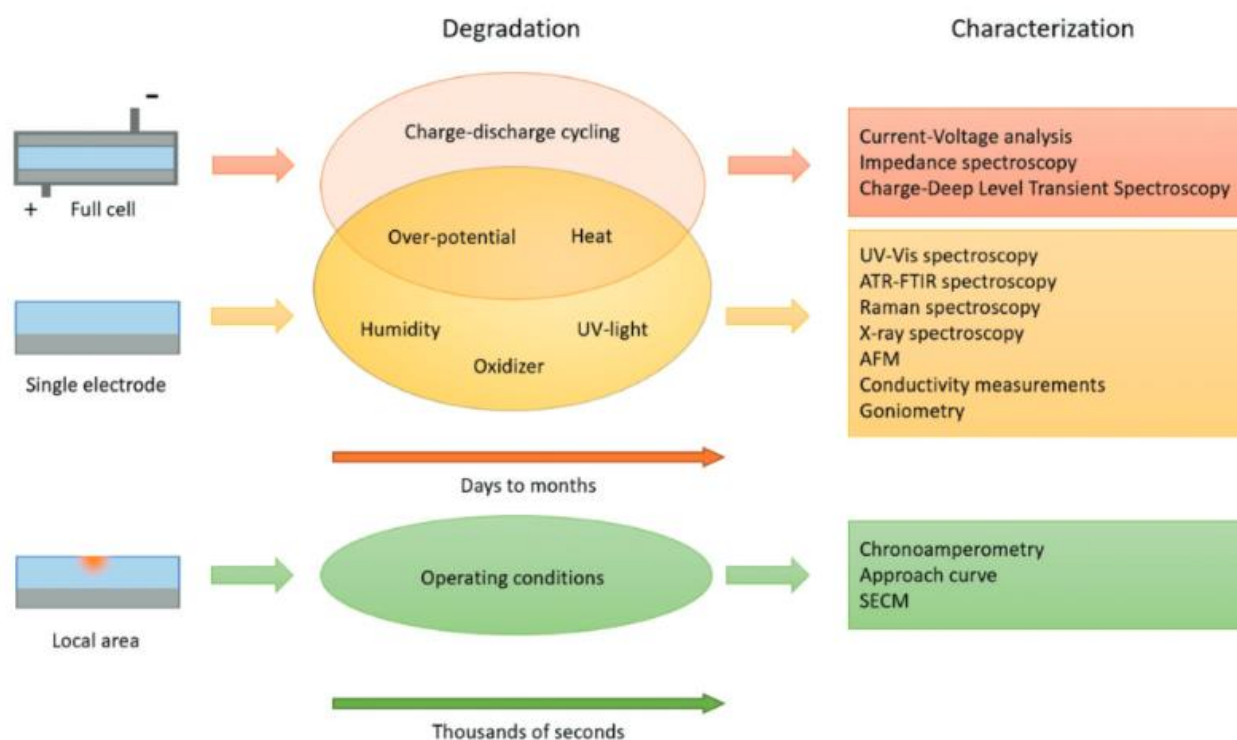 Degradation
Characterization
-
+
Full cell
Charge-discharge cycling
Over-potential
Heat
Current-Voltage analysis
Impedance spectroscopy
Charge-Deep Level Transient Spectroscopy
Single electrode
Humidity
UV-light
Oxidizer
UV-Vis spectroscopy
ATR-FTIR spectroscopy
Raman spectroscopy
X-ray spectroscopy
AFM
Conductivity measurements
Goniometry
Days to months
Local area
Operating conditions
Chronoamperometry
Approach curve
SECM
Thousands of seconds